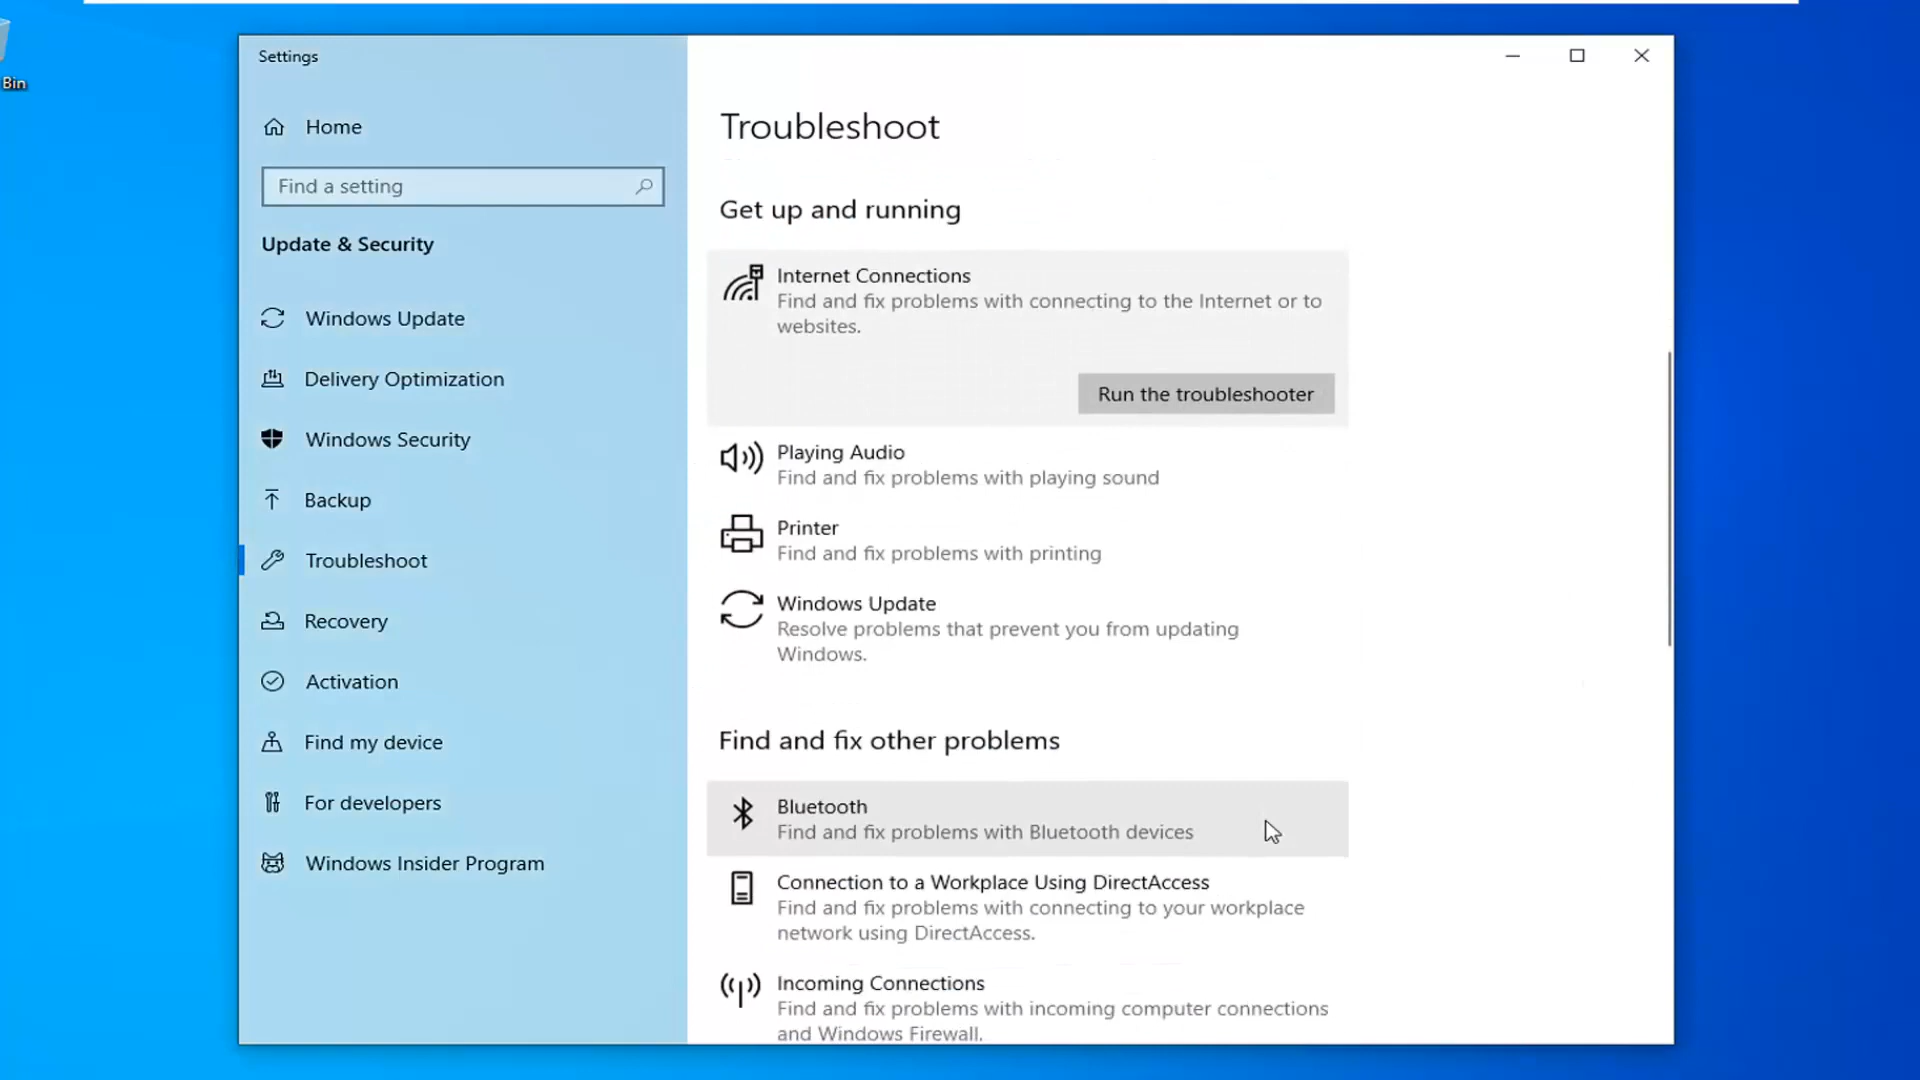 Bin
Settings
Home
Find a setting
Update & Security
Windows Update
Delivery Optimization
Windows Security
Backup
Troubleshoot
Recovery
Activation
Find my device
For developers
Windows Insider Program
Troubleshoot
Get up and running
Internet Connections
Find and fix problems with connecting to the Internet or to
websites.
Run the troubleshooter
Playing Audio
Find and fix problems with playing sound
Printer
Find and fix problems with printing
Windows Update
Resolve problems that prevent you from updating
Windows.
Find and fix other problems
Bluetooth
Find and fix problems with Bluetooth devices
Connection to a Workplace Using DirectAccess
Find and fix problems with connecting to your workplace
network using DirectAccess.
Incoming Connections
Find and fix problems with incoming computer connections
and Windows Firewall.